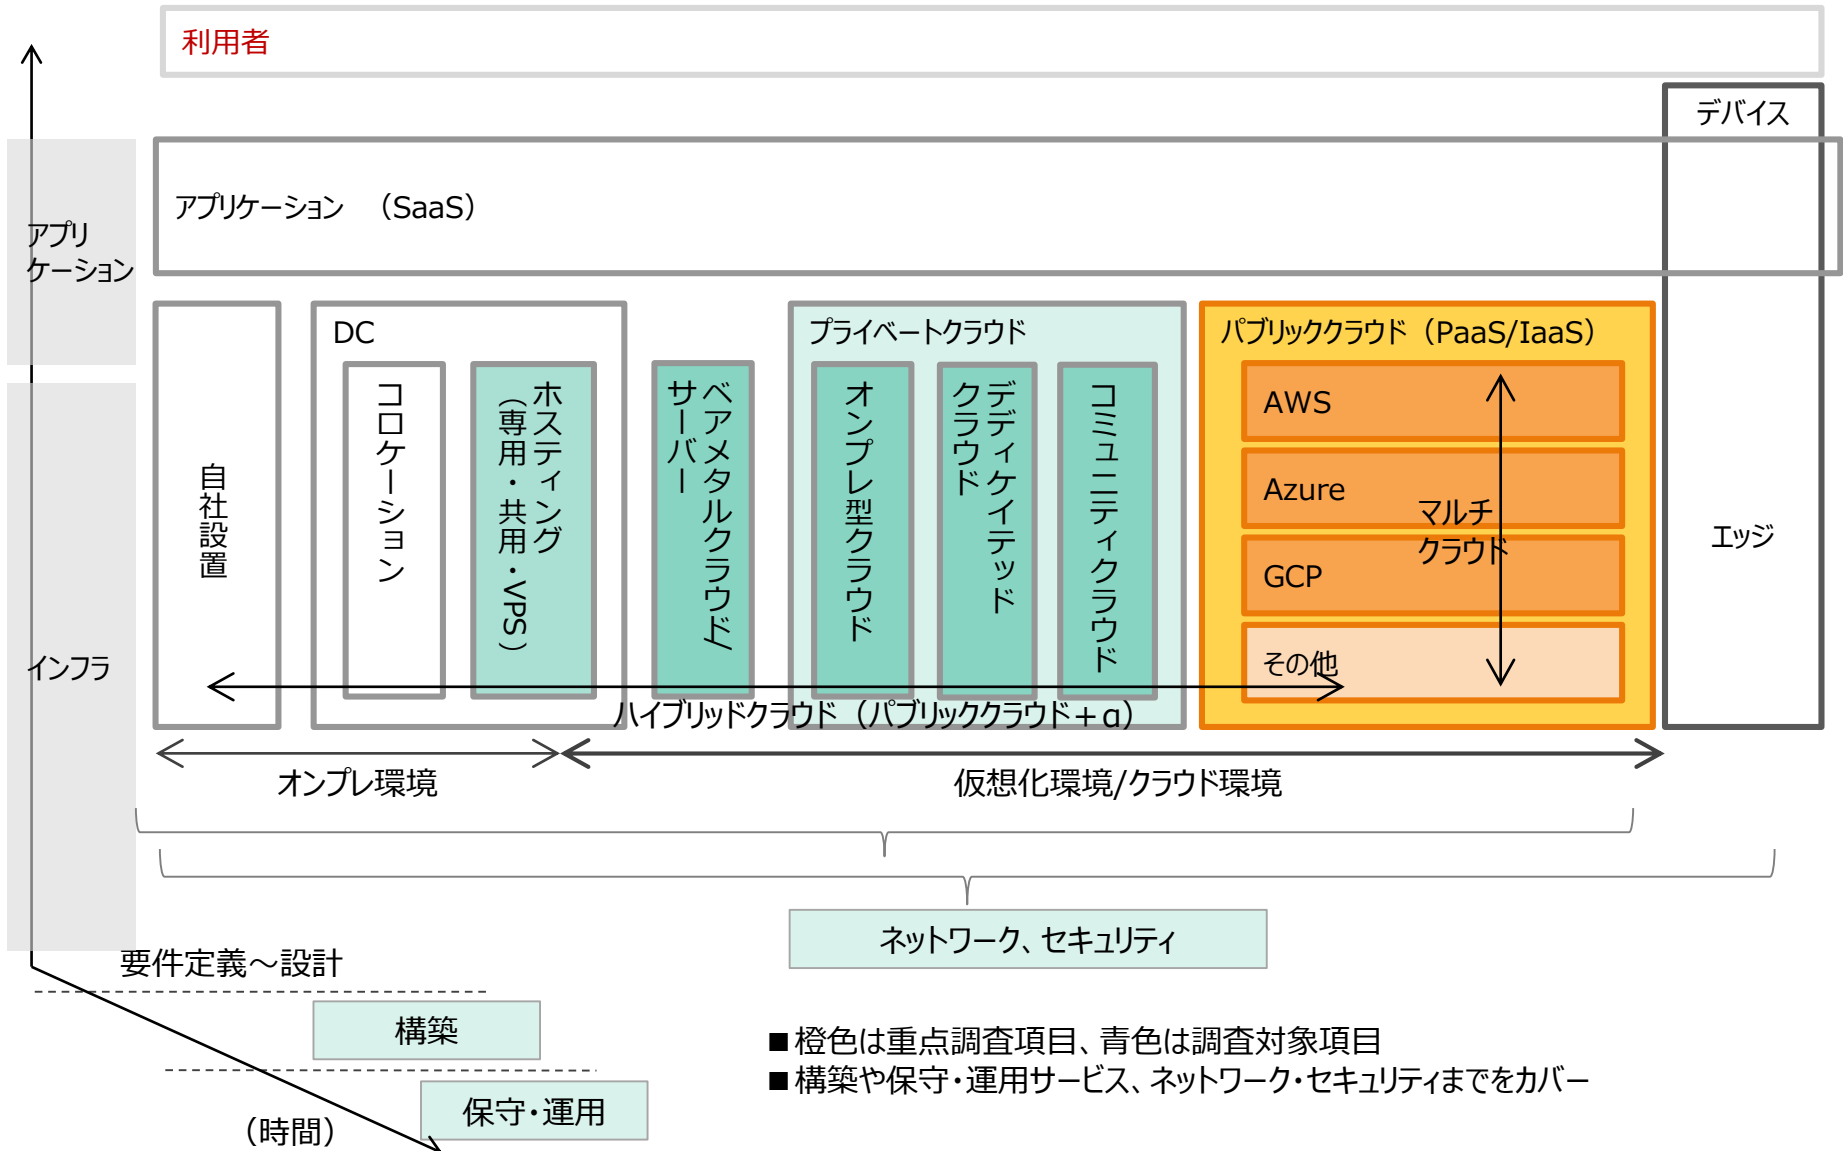 利用者
デバイス
アプリケーション （SaaS）
アプリ
ケーション
DC
プライベートクラウド
パブリッククラウド（PaaS/IaaS）
自社設置
コロケーション
ホスティング
（専用・共用・VPS）
ベアメタルクラウド/
サーバー
オンプレ型クラウド
デディケイテッド
クラウド
コミュニティクラウド
AWS
Azure
GCP
その他
マルチ
クラウド
エッジ
インフラ
ハイブリッドクラウド（パブリッククラウド＋α）
オンプレ環境
仮想化環境/クラウド環境
ネットワーク、セキュリティ
要件定義～設計
構築
保守・運用
（時間）
■橙色は重点調査項目、青色は調査対象項目
■構築や保守・運用サービス、ネットワーク・セキュリティまでをカバー